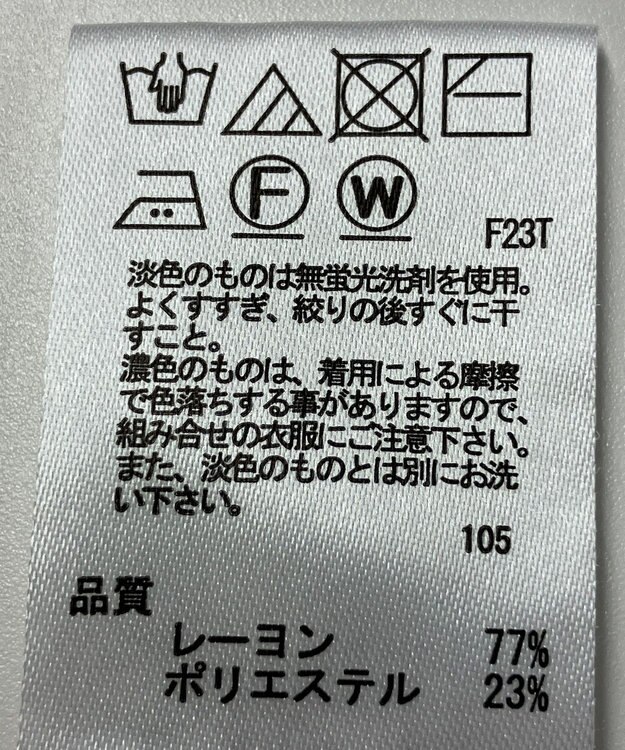 F W
F23T
淡色のものは無蛍光洗剤を使用。
よくすすぎ、絞りの後すぐに干
すこと。
濃色のものは、着用による摩擦
で色落ちする事がありますので、
組み合せの衣服にご注意下さい。
また、淡色のものとは別にお洗
い下さい。
105
品質
レーヨン 77%
ポリエステル 23%